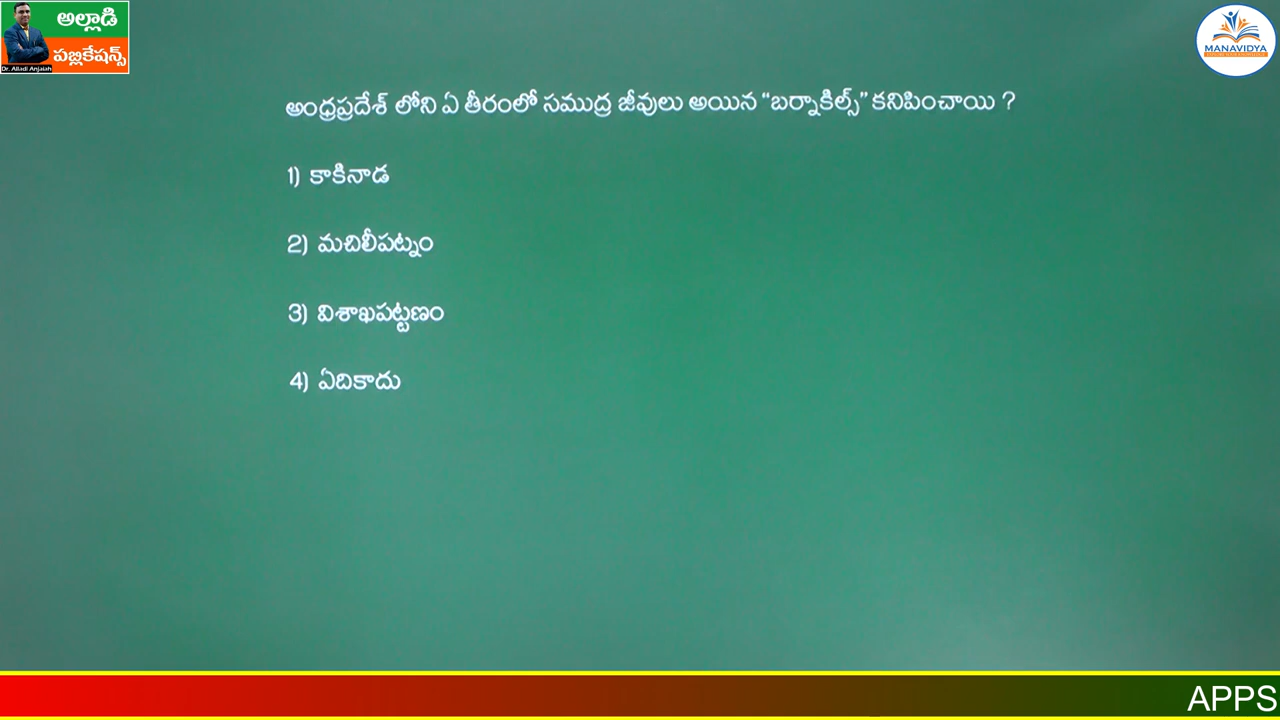 అల్లాడి
పబ్లికేషన్స్
Dr. Alladi Anjaiah
MANAVIDYA
ఆంధ్రప్రదేశ్ లోని ఏ తీరంలో సముద్ర జీవులు అయిన “బర్నాకిల్స్” కనిపించాయి ?
1) కాకినాడ
2) మచిలీపట్నం
3) విశాఖపట్టణం
4) ఏదికాదు
APPS